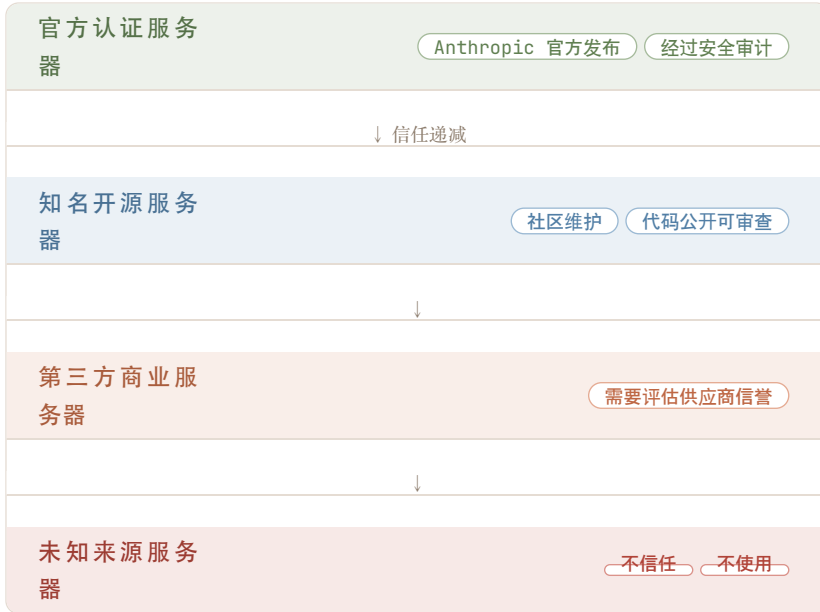 官方认证服务
器
Anthropic 官方发布
经过安全审计
↓ 信任递减
知名开源服务
器
社区维护
代码公开可审查
↓
第三方商业服
务器
需要评估供应商信誉
↓
未知来源服务
器
不信任
不使用